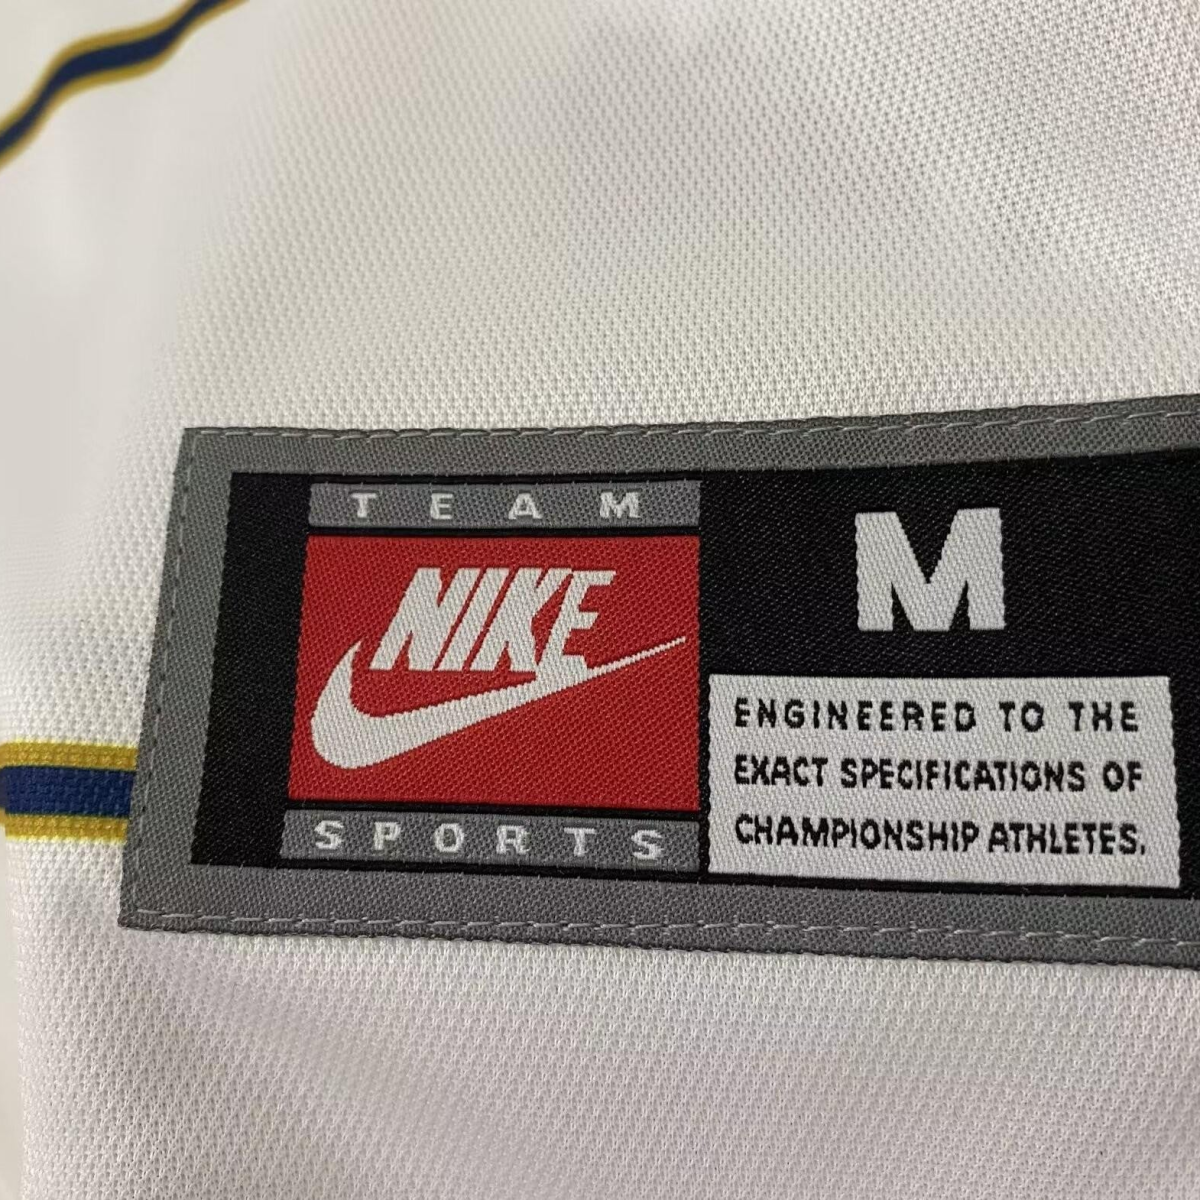 TEAM
NIKE
SPORTS
M
ENGINEERED TO THE
EXACT SPECIFICATIONS OF
CHAMPIONSHIP ATHLETES.